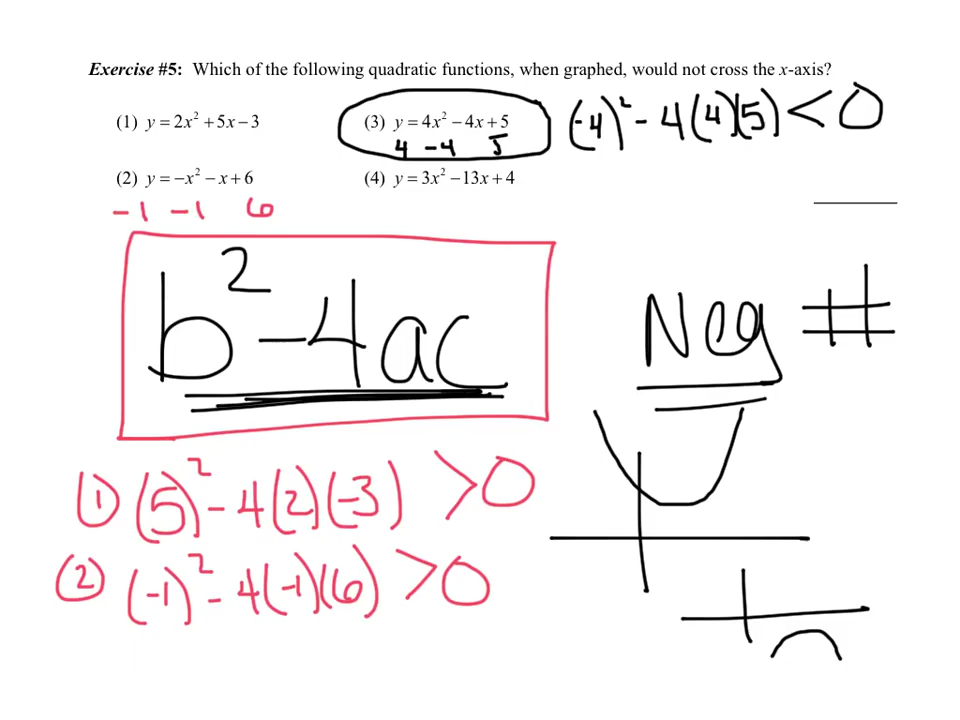 Exercise #5: Which of the following quadratic functions, when graphed, would not cross the x-axis?
(1) y = 2x² + 5x − 3
(3) y = 4x² − 4x + 5
(-4)² - 4(4)(5) < 0
4 -4 5
(2) y = −x² − x + 6
(4) y = 3x² − 13x + 4
-1 -1 6
b² - 4ac
Neg #
① (5)² - 4(2)(-3) > 0
② (-1)² - 4(-1)(6) > 0